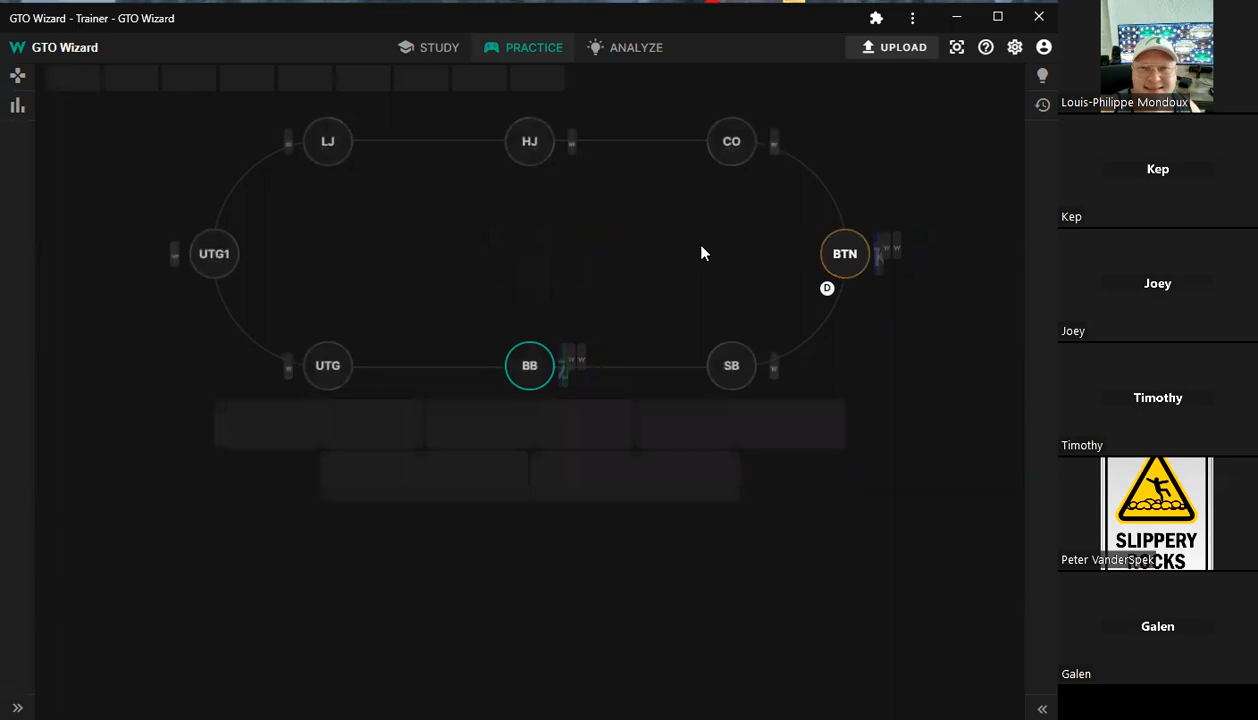 GTO Wizard - Trainer - GTO Wizard
GTO Wizard
STUDY
PRACTICE
ANALYZE
UPLOAD
LJ
HJ
CO
UTG1
BTN
D
UTG
BB
SB
Louis-Philippe Mondoux
Kep
Kep
Joey
Joey
Timothy
Timothy
SLIPPERY
ROCKS
Peter VanderSpek
Galen
Galen